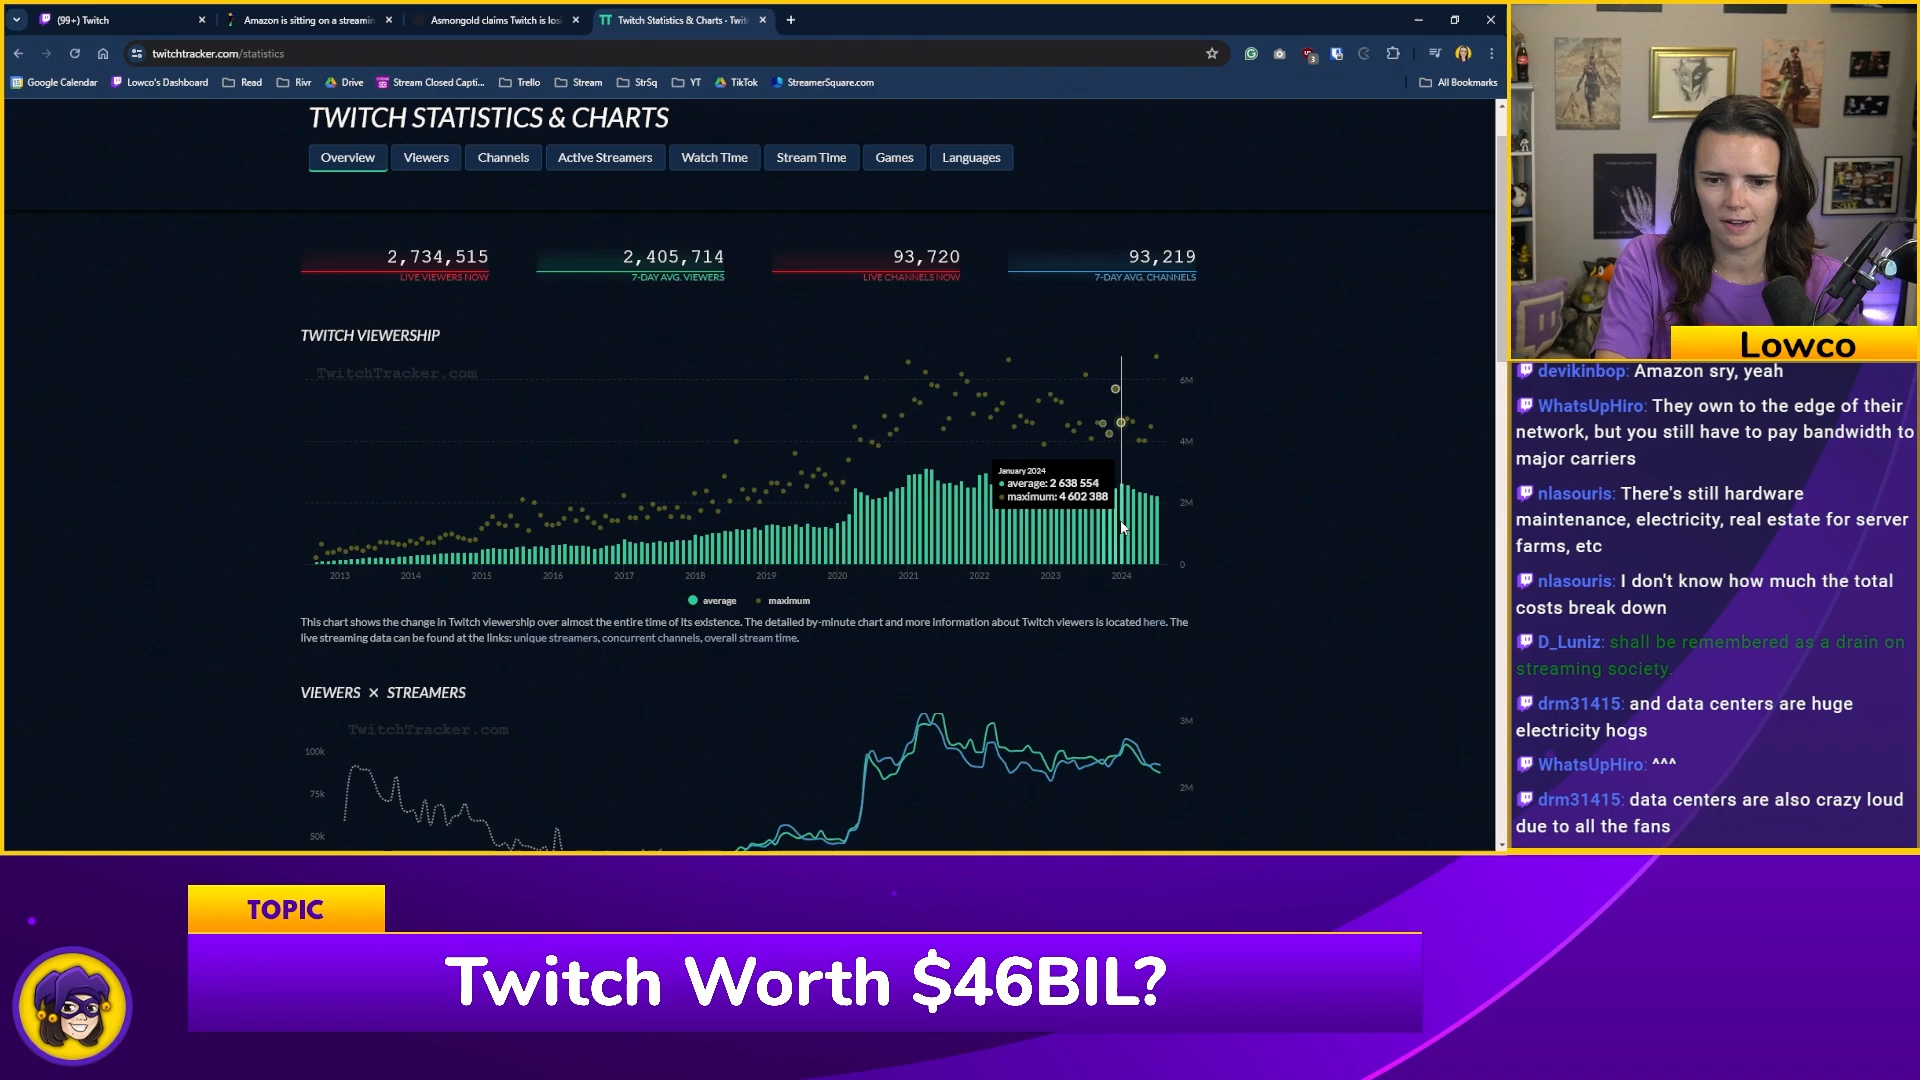 (99+) Twitch
Amazon is sitting on a streamin
Asmongold claims Twitch is losi
Twitch Statistics & Charts · Twit
twitchtracker.com/statistics
Google Calendar
Lowco's Dashboard
Read
Rivr
Drive
Stream Closed Capti...
Trello
Stream
StrSq
YT
TikTok
StreamerSquare.com
All Bookmarks
TWITCH STATISTICS & CHARTS
Overview
Viewers
Channels
Active Streamers
Watch Time
Stream Time
Games
Languages
2,734,515
LIVE VIEWERS NOW
2,405,714
7-DAY AVG. VIEWERS
93,720
LIVE CHANNELS NOW
93,219
7-DAY AVG. CHANNELS
TWITCH VIEWERSHIP
TwitchTracker.com
6M
4M
2M
0
January 2024
average: 2 638 554
maximum: 4 602 388
2013 2014 2015 2016 2017 2018 2019 2020 2021 2022 2023 2024
average
maximum
This chart shows the change in Twitch viewership over almost the entire time of its existence. The detailed by-minute chart and more information about Twitch viewers is located here. The
live streaming data can be found at the links: unique streamers, concurrent channels, overall stream time.
VIEWERS × STREAMERS
TwitchTracker.com
100k
75k
50k
3M
2M
Lowco
devikinbop: Amazon sry, yeah
WhatsUpHiro: They own to the edge of their
network, but you still have to pay bandwidth to
major carriers
nlasouris: There's still hardware
maintenance, electricity, real estate for server
farms, etc
nlasouris: I don't know how much the total
costs break down
D_Luniz: shall be remembered as a drain on
streaming society.
drm31415: and data centers are huge
electricity hogs
WhatsUpHiro: ^^^
drm31415: data centers are also crazy loud
due to all the fans
TOPIC
Twitch Worth $46BIL?